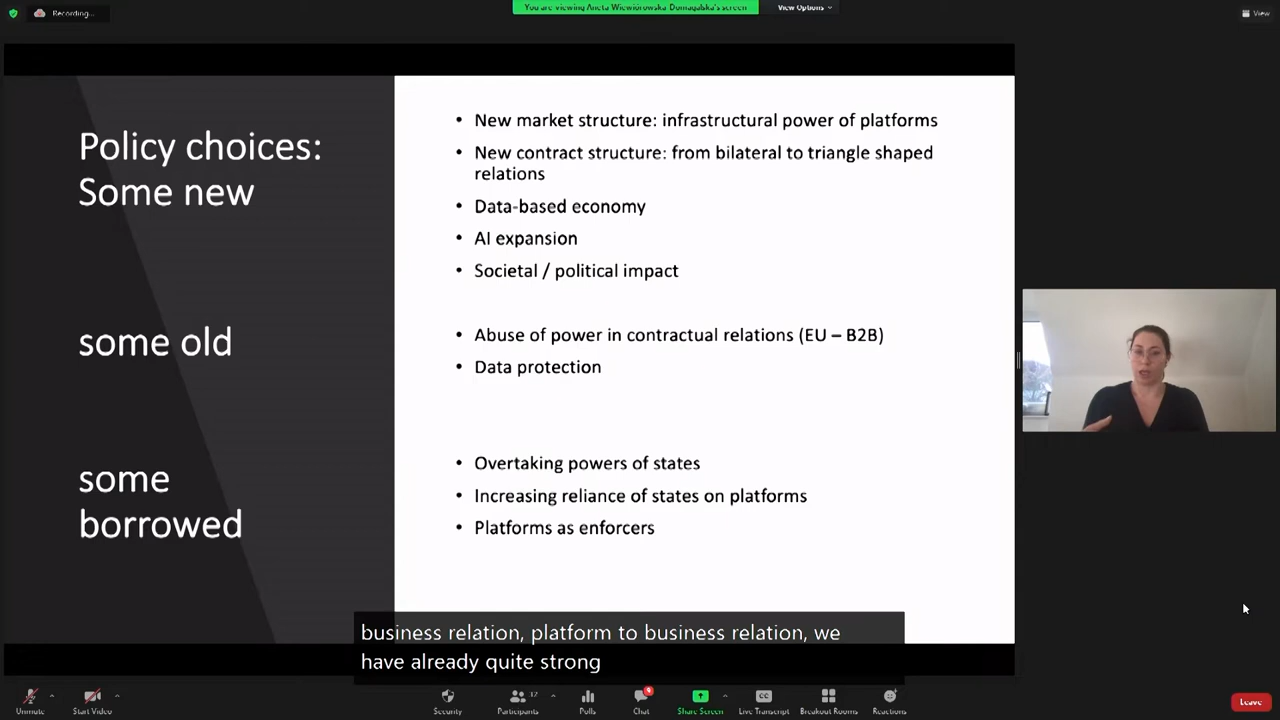 Recording...
You are viewing Aneta Wiewiórowska-Domagalska's screen
View Options
View
Policy choices:
Some new
• New market structure: infrastructural power of platforms
• New contract structure: from bilateral to triangle shaped
relations
• Data-based economy
• AI expansion
• Societal / political impact
some old
• Abuse of power in contractual relations (EU – B2B)
• Data protection
some
borrowed
• Overtaking powers of states
• Increasing reliance of states on platforms
• Platforms as enforcers
business relation, platform to business relation, we
have already quite strong
Unmute
Start Video
Security
Participants
Polls
Chat
Share Screen
Live Transcript
Breakout Rooms
Reactions
Leave